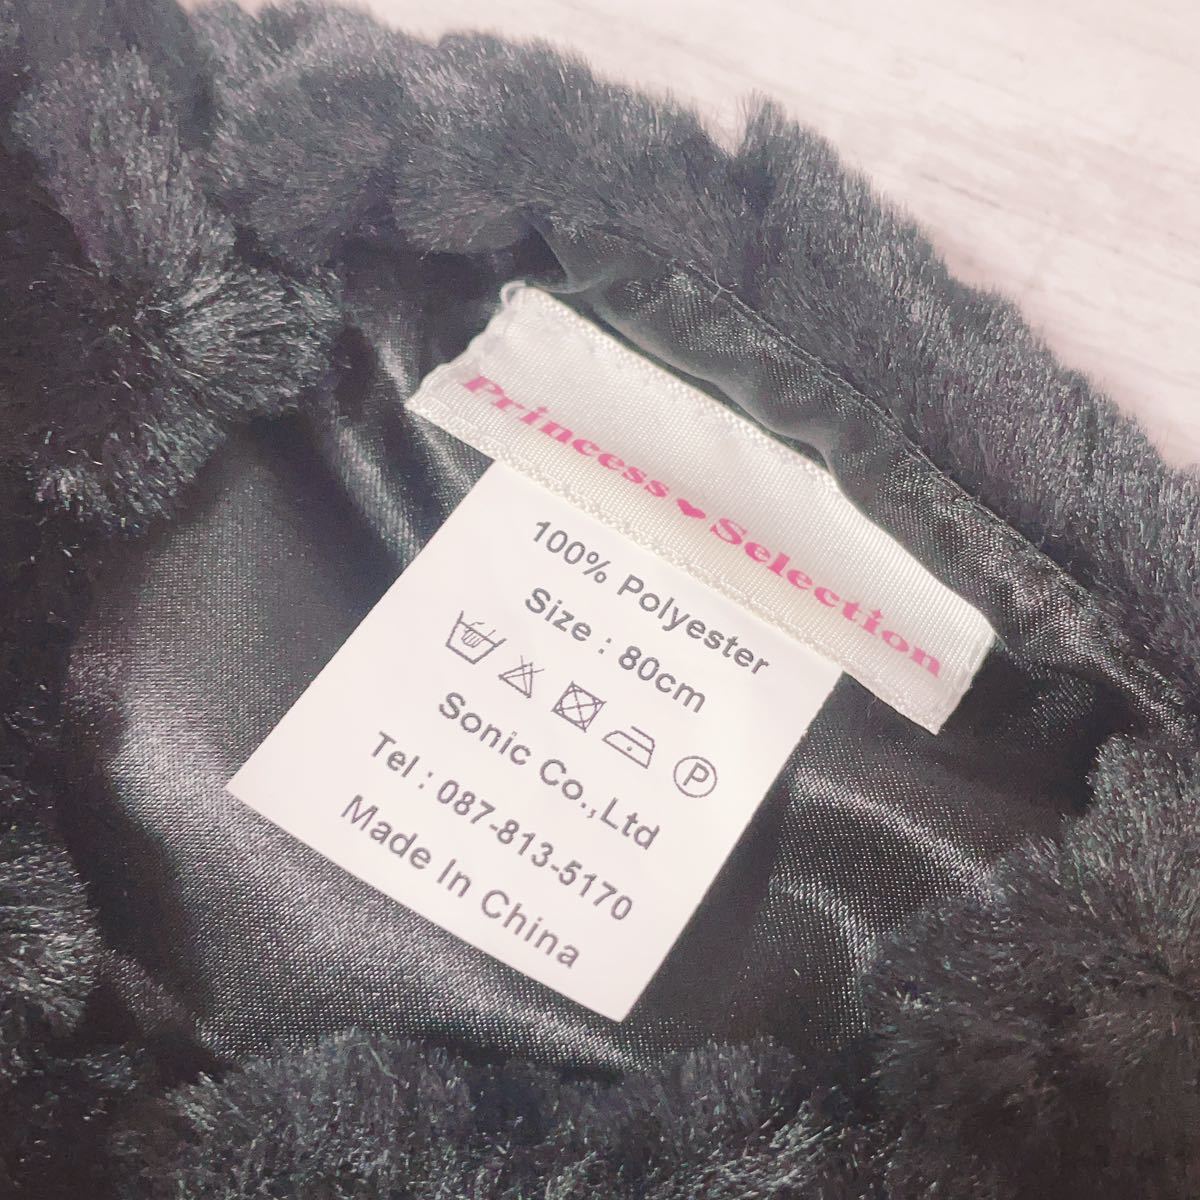 Princess♥Selection
100% Polyester
Size : 80cm
P
Sonic Co.,Ltd
Tel : 087-813-5170
Made In China